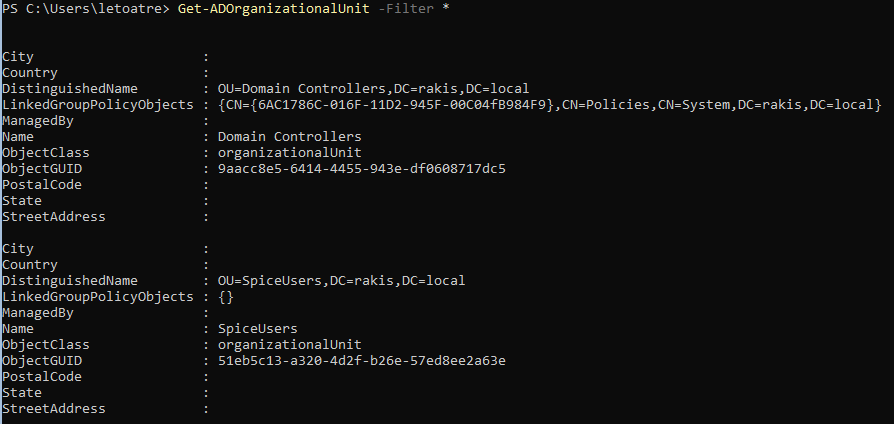 PS C:\Users\letoatre> Get-ADOrganizationalUnit -Filter *
City :
Country :
DistinguishedName : OU=Domain Controllers,DC=rakis,DC=local
LinkedGroupPolicyObjects : {CN={6AC1786C-016F-11D2-945F-00C04fB984F9},CN=Policies,CN=System,DC=rakis,DC=local}
ManagedBy :
Name : Domain Controllers
ObjectClass : organizationalUnit
ObjectGUID : 9aacc8e5-6414-4455-943e-df0608717dc5
PostalCode :
State :
StreetAddress :
City :
Country :
DistinguishedName : OU=SpiceUsers,DC=rakis,DC=local
LinkedGroupPolicyObjects : {}
ManagedBy :
Name : SpiceUsers
ObjectClass : organizationalUnit
ObjectGUID : 51eb5c13-a320-4d2f-b26e-57ed8ee2a63e
PostalCode :
State :
StreetAddress :